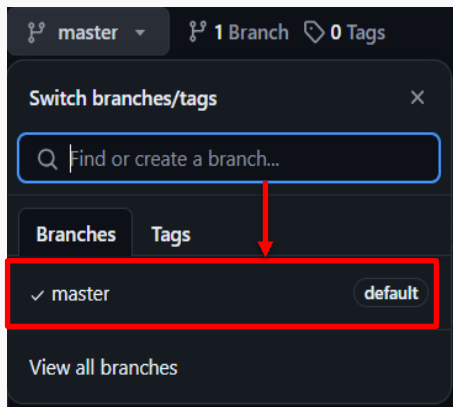 master 1 Branch 0 Tags
Switch branches/tags
Find or create a branch...
Branches Tags
master default
View all branches